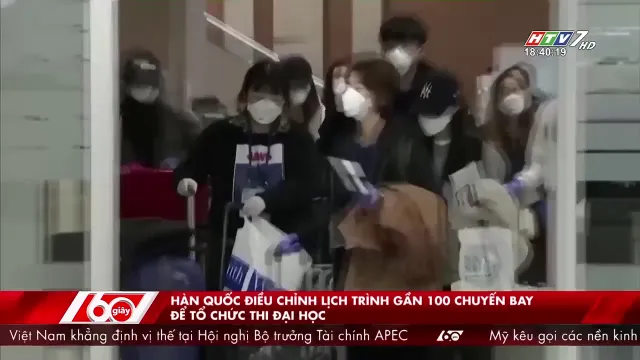 HTV7 HD
18:40:19
60 giây
HÀN QUỐC ĐIỀU CHỈNH LỊCH TRÌNH GẦN 100 CHUYẾN BAY
ĐỂ TỔ CHỨC THI ĐẠI HỌC
Việt Nam khẳng định vị thế tại Hội nghị Bộ trưởng Tài chính APEC 60giây Mỹ kêu gọi các nền kinh